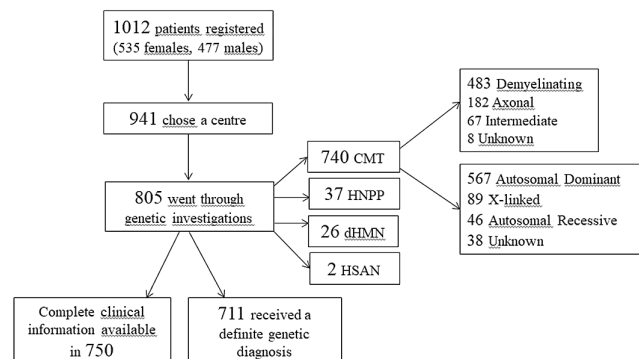 1012 patients registered
(535 females, 477 males)
941 chose a centre
805 went through
genetic investigations
740 CMT
37 HNPP
26 dHMN
2 HSAN
483 Demyelinating
182 Axonal
67 Intermediate
8 Unknown
567 Autosomal Dominant
89 X-linked
46 Autosomal Recessive
38 Unknown
Complete clinical
information available
in 750
711 received a
definite genetic
diagnosis